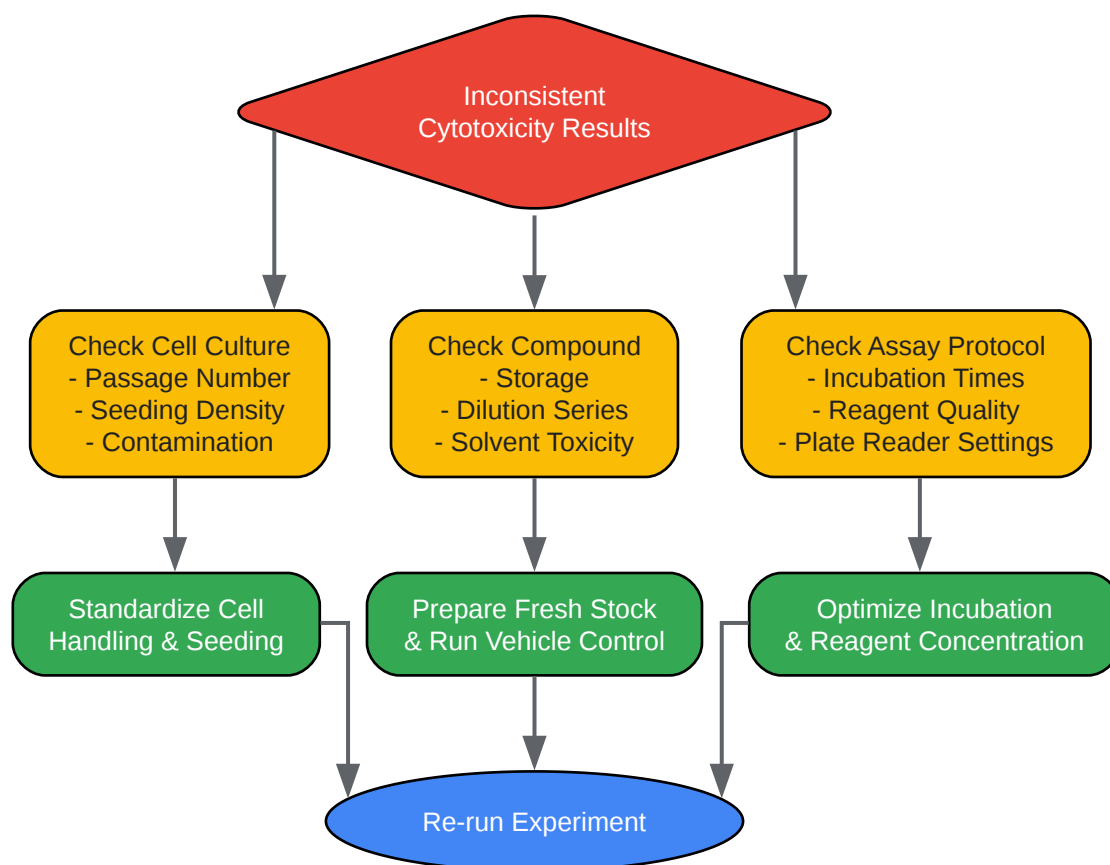 Inconsistent
Cytotoxicity Results
Check Cell Culture
- Passage Number
- Seeding Density
- Contamination
Check Compound
- Storage
- Dilution Series
- Solvent Toxicity
Check Assay Protocol
- Incubation Times
- Reagent Quality
- Plate Reader Settings
Standardize Cell
Handling & Seeding
Prepare Fresh Stock
& Run Vehicle Control
Optimize Incubation
& Reagent Concentration
Re-run Experiment